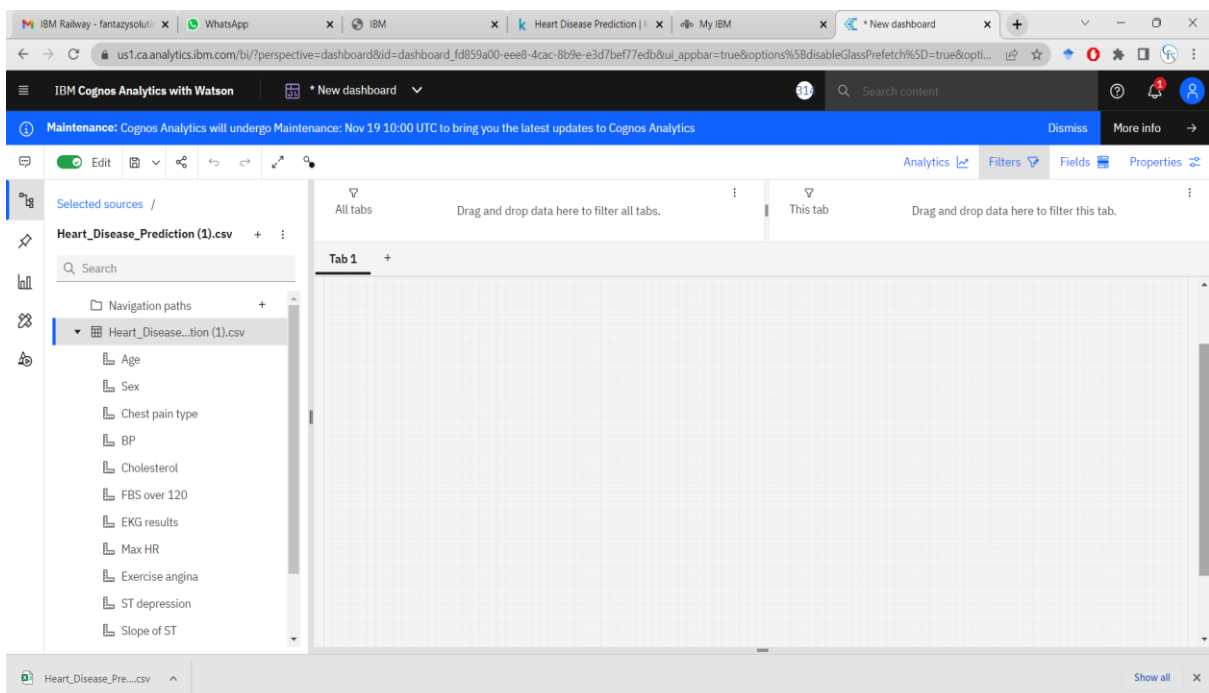 IBM Railway - fantazysoluti
WhatsApp
IBM
Heart Disease Prediction | K
My IBM
* New dashboard
us1.ca.analytics.ibm.com/bi/?perspective=dashboard&id=dashboard_fd859a00-eee8-4cac-8b9e-e3d7bef77edb&ui_appbar=true&options%5BdisableGlassPrefetch%5D=true&opti...
IBM Cognos Analytics with Watson
* New dashboard
314
Search content
1
Maintenance: Cognos Analytics will undergo Maintenance: Nov 19 10:00 UTC to bring you the latest updates to Cognos Analytics
Dismiss
More info
Edit
Analytics
Filters
Fields
Properties
Selected sources /
All tabs
Drag and drop data here to filter all tabs.
This tab
Drag and drop data here to filter this tab.
Heart_Disease_Prediction (1).csv
Tab 1
Search
Navigation paths
Heart_Disease...tion (1).csv
Age
Sex
Chest pain type
BP
Cholesterol
FBS over 120
EKG results
Max HR
Exercise angina
ST depression
Slope of ST
Heart_Disease_Pre....csv
Show all